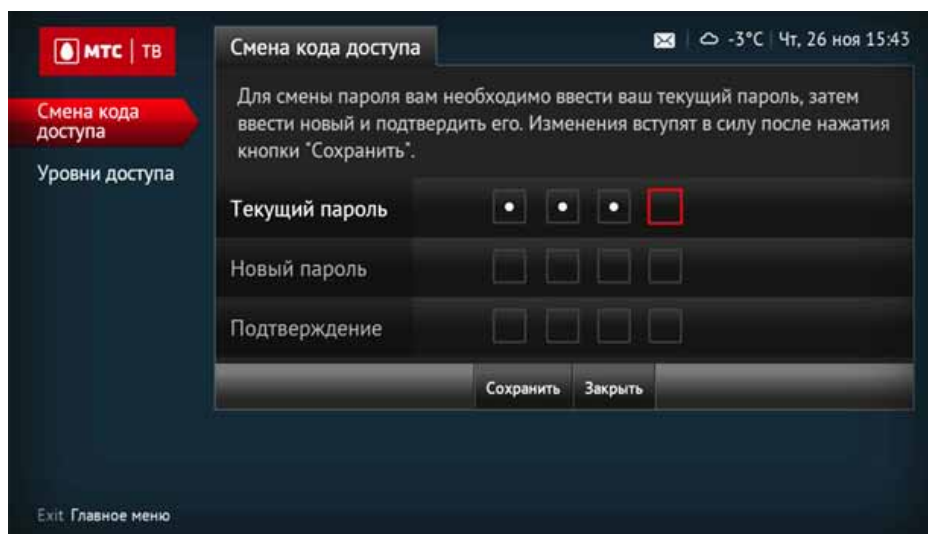 МТС | ТВ
Смена кода доступа
-3°C Чт, 26 ноя 15:43
Смена кода
доступа
Уровни доступа
Для смены пароля вам необходимо ввести ваш текущий пароль, затем
ввести новый и подтвердить его. Изменения вступят в силу после нажатия
кнопки "Сохранить".
Текущий пароль
Новый пароль
Подтверждение
Сохранить Закрыть
Exit Главное меню